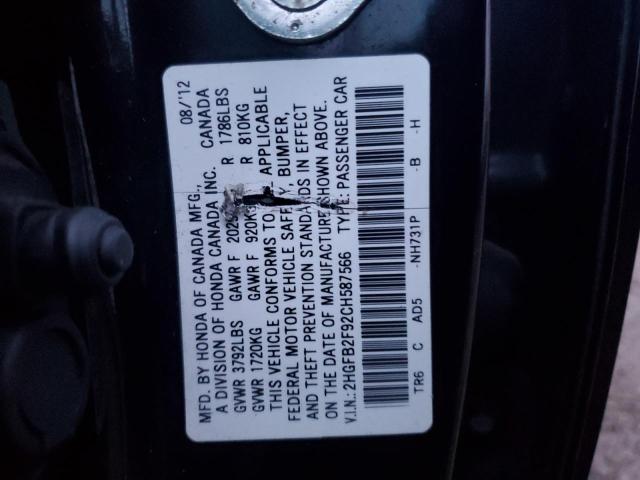 MFD. BY HONDA OF CANADA MFG., 08/'12
A DIVISION OF HONDA CANADA INC. CANADA
GVWR 3792LBS GAWR F R 1786LBS
GVWR 1720KG GAWR F 920KG R 810KG
THIS VEHICLE CONFORMS TO APPLICABLE
FEDERAL MOTOR VEHICLE SAFETY, BUMPER,
AND THEFT PREVENTION STANDARDS IN EFFECT
ON THE DATE OF MANUFACTURE SHOWN ABOVE.
V.I.N.: 2HGFB2F92CH587566 TYPE: PASSENGER CAR
TR6 C AD5 -NH731P -B -H